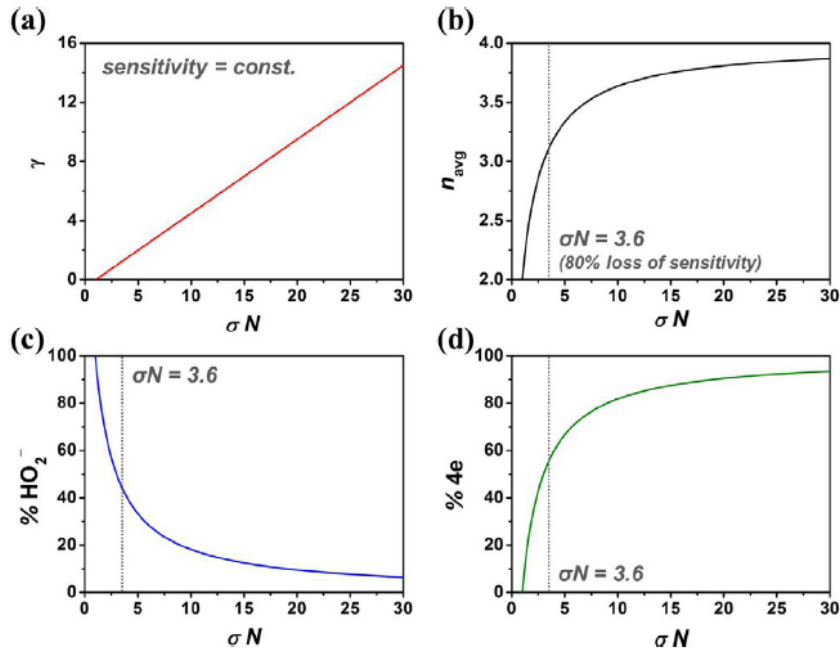 (a)
sensitivity = const.
16
12
8
4
0
γ
0 5 10 15 20 25 30
σ N
(b)
4.0
3.5
3.0
2.5
2.0
n_avg
σN = 3.6
(80% loss of sensitivity)
0 5 10 15 20 25 30
σ N
(c)
100
80
60
40
20
0
% HO₂⁻
σN = 3.6
0 5 10 15 20 25 30
σ N
(d)
100
80
60
40
20
0
% 4e
σN = 3.6
0 5 10 15 20 25 30
σ N